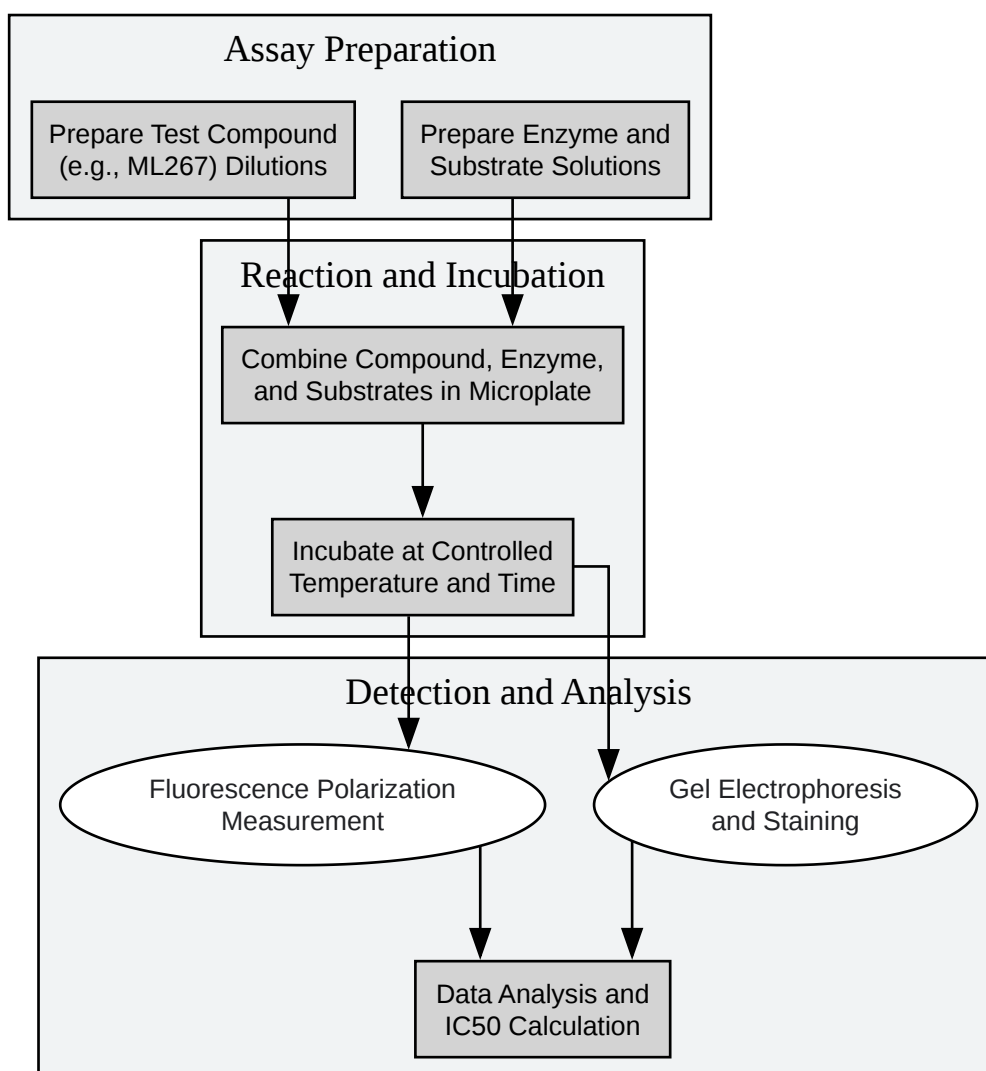 Assay Preparation
Prepare Test Compound
(e.g., ML267) Dilutions
Prepare Enzyme and
Substrate Solutions
Reaction and Incubation
Combine Compound, Enzyme,
and Substrates in Microplate
Incubate at Controlled
Temperature and Time
Detection and Analysis
Fluorescence Polarization
Measurement
Gel Electrophoresis
and Staining
Data Analysis and
IC50 Calculation